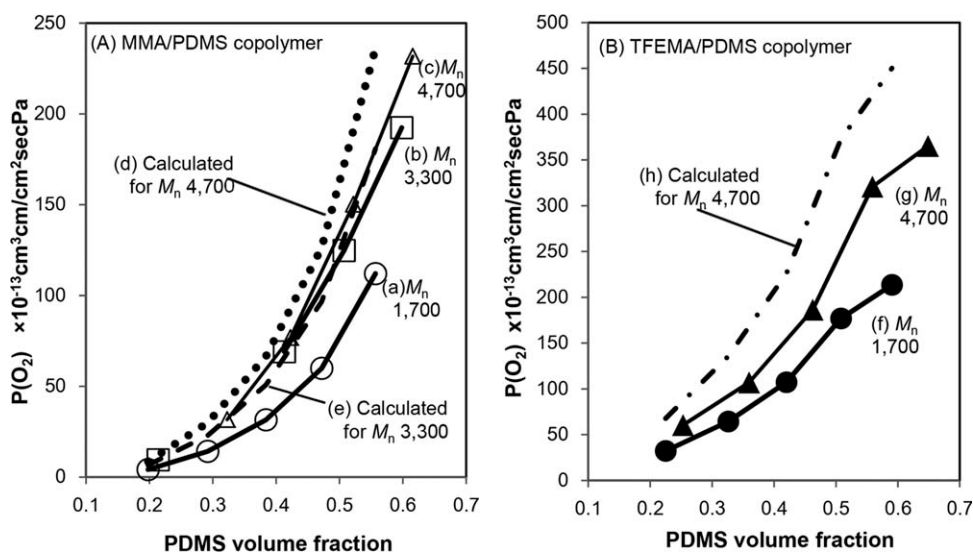 (A) MMA/PDMS copolymer
P(O₂) ×10⁻¹³cm³cm/cm²secPa
250
200
150
100
50
0
(c)Mₙ
4,700
(b) Mₙ
3,300
(d) Calculated
for Mₙ 4,700
(a)Mₙ
1,700
(e) Calculated
for Mₙ 3,300
0.1
0.2
0.3
0.4
0.5
0.6
0.7
PDMS volume fraction
(B) TFEMA/PDMS copolymer
P(O₂) ×10⁻¹³cm³cm/cm²secPa
500
450
400
350
300
250
200
150
100
50
0
(h) Calculated
for Mₙ 4,700
(g) Mₙ
4,700
(f) Mₙ
1,700
0.1
0.2
0.3
0.4
0.5
0.6
0.7
PDMS volume fraction